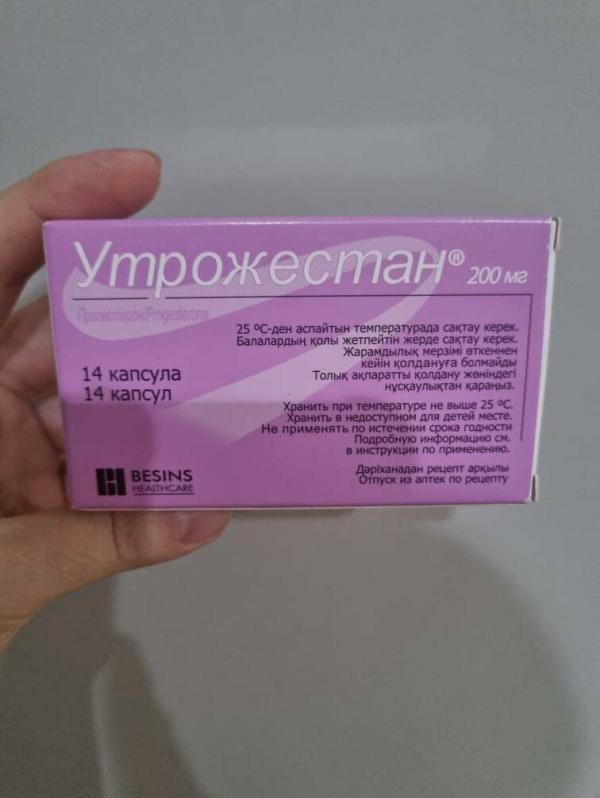 Утрожестан® 200 мг
Прогестерон/Progesterone
25 ºС-ден аспайтын температурада сақтау керек.
Балалардың қолы жетпейтін жерде сақтау керек.
Жарамдылық мерзімі өткеннен
кейін қолдануға болмайды
Толық ақпаратты қолдану жөніндегі
нұсқаулықтан қараңыз.
14 капсула
14 капсул
Хранить при температуре не выше 25 ºС.
Хранить в недоступном для детей месте.
Не применять по истечении срока годности
Подробную информацию см.
в инструкции по применению.
BESINS
HEALTHCARE
Дәріханадан рецепт арқылы
Отпуск из аптек по рецепту